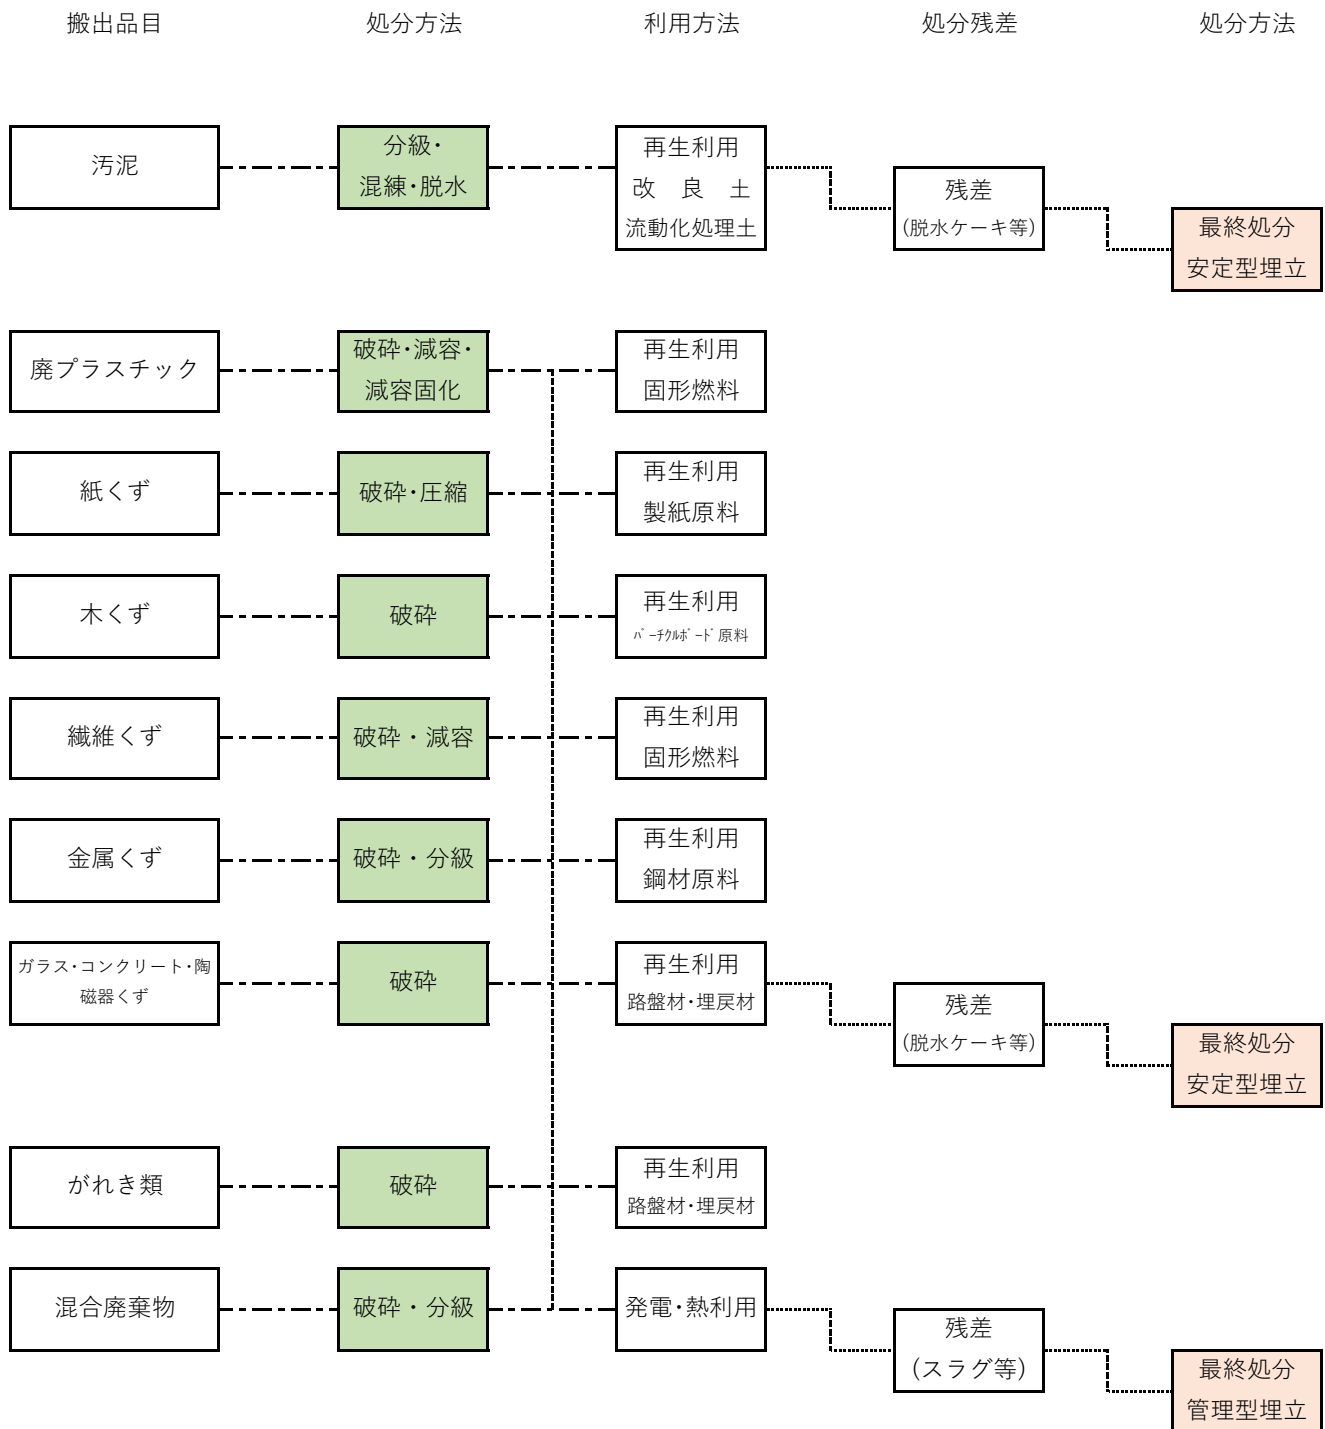 搬出品目 処分方法 利用方法 処分残差 処分方法
汚泥
分級・
混練・脱水
再生利用
改　良　土
流動化処理土
残差
(脱水ケーキ等)
最終処分
安定型埋立
廃プラスチック
破砕・減容・
減容固化
再生利用
固形燃料
紙くず
破砕・圧縮
再生利用
製紙原料
木くず
破砕
再生利用
ﾊﾟｰﾁｸﾙﾎﾞｰﾄﾞ原料
繊維くず
破砕・減容
再生利用
固形燃料
金属くず
破砕・分級
再生利用
鋼材原料
ガラス・コンクリート・陶
磁器くず
破砕
再生利用
路盤材・埋戻材
残差
(脱水ケーキ等)
最終処分
安定型埋立
がれき類
破砕
再生利用
路盤材・埋戻材
混合廃棄物
破砕・分級
発電・熱利用
残差
(スラグ等)
最終処分
管理型埋立